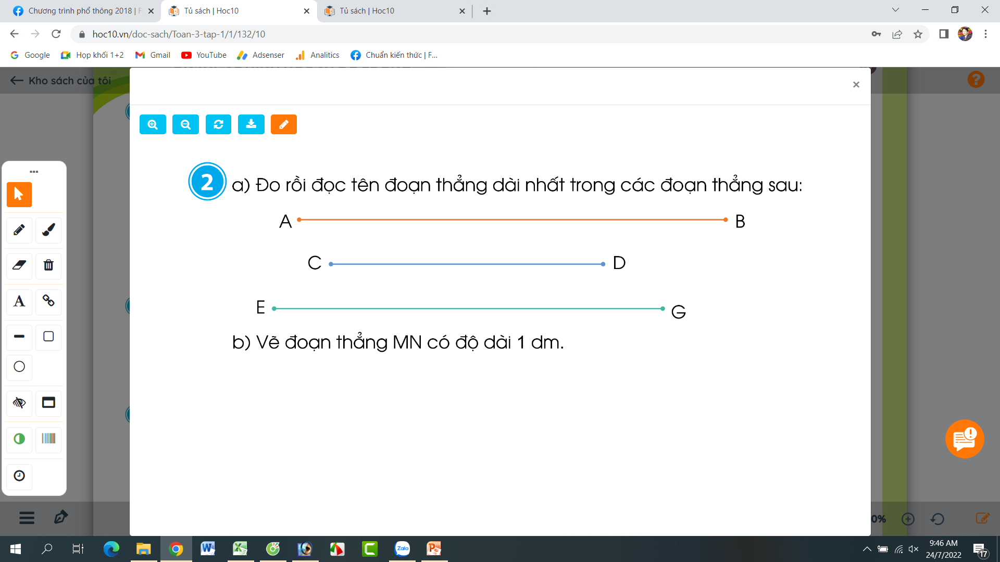 Chương trình phổ thông 2018 | F
Tủ sách | Hoc10
Tủ sách | Hoc10
hoc10.vn/doc-sach/Toan-3-tap-1/1/132/10
Google
Họp khối 1+2
Gmail
YouTube
Adsenser
Analitics
Chuẩn kiến thức | F...
Kho sách của tôi
?
×
2
a) Đo rồi đọc tên đoạn thẳng dài nhất trong các đoạn thẳng sau:
A B
C D
E G
b) Vẽ đoạn thẳng MN có độ dài 1 dm.
A
0%
Zalo
9:46 AM
24/7/2022
17